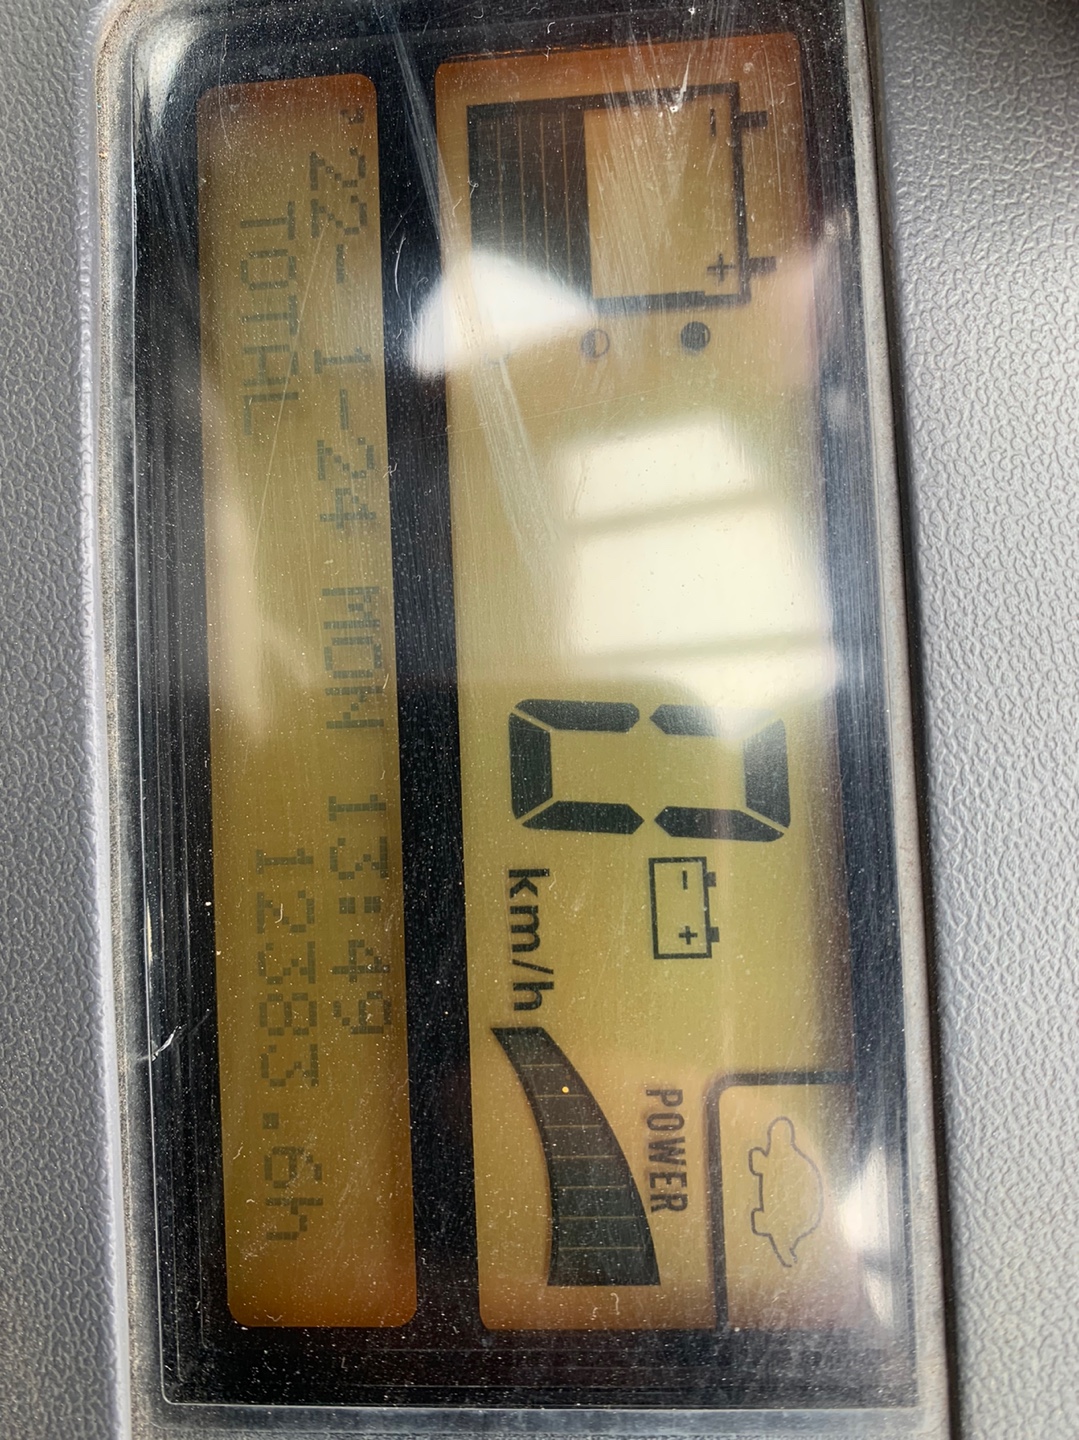 0
km/h
POWER
'22- 1-24 MON 13:49
TOTAL 12383.6h